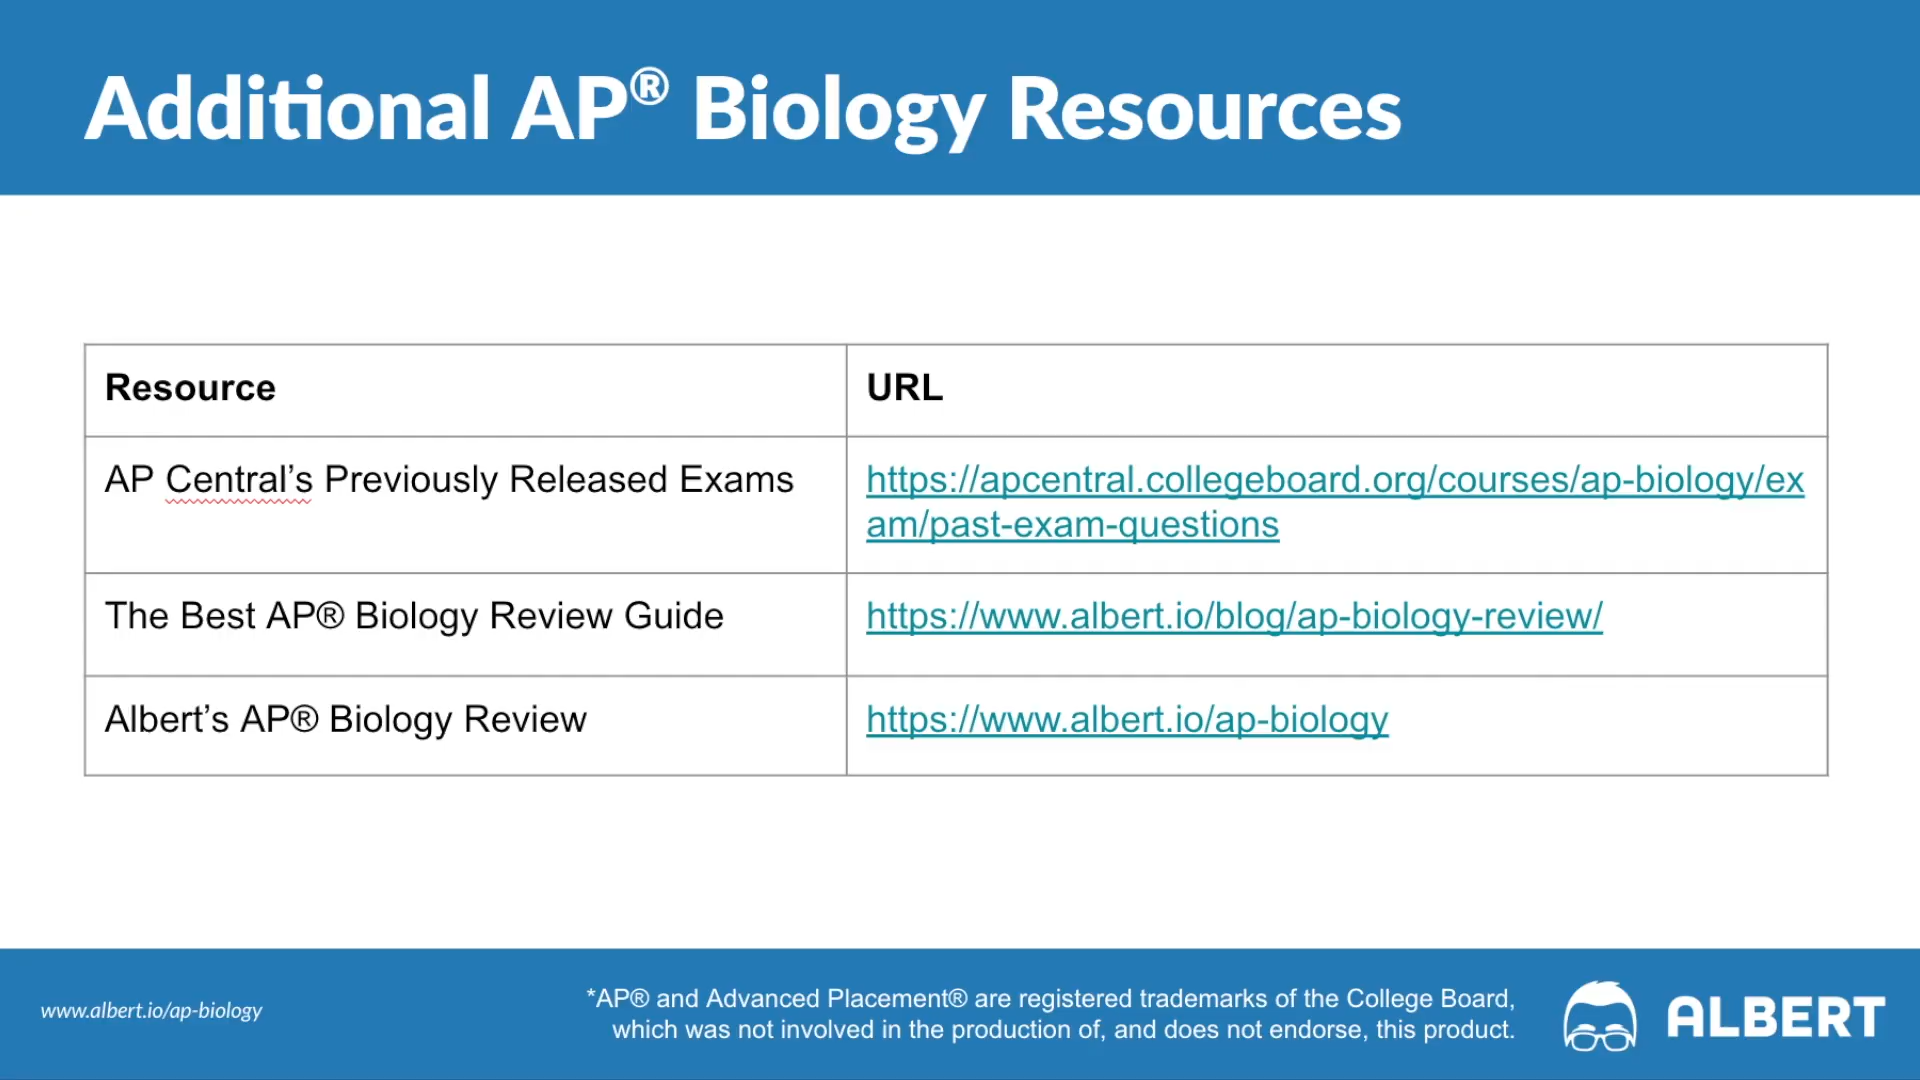 Additional AP® Biology Resources
Resource
URL
AP Central’s Previously Released Exams
https://apcentral.collegeboard.org/courses/ap-biology/ex
am/past-exam-questions
The Best AP® Biology Review Guide
https://www.albert.io/blog/ap-biology-review/
Albert’s AP® Biology Review
https://www.albert.io/ap-biology
www.albert.io/ap-biology
*AP® and Advanced Placement® are registered trademarks of the College Board,
which was not involved in the production of, and does not endorse, this product.
ALBERT